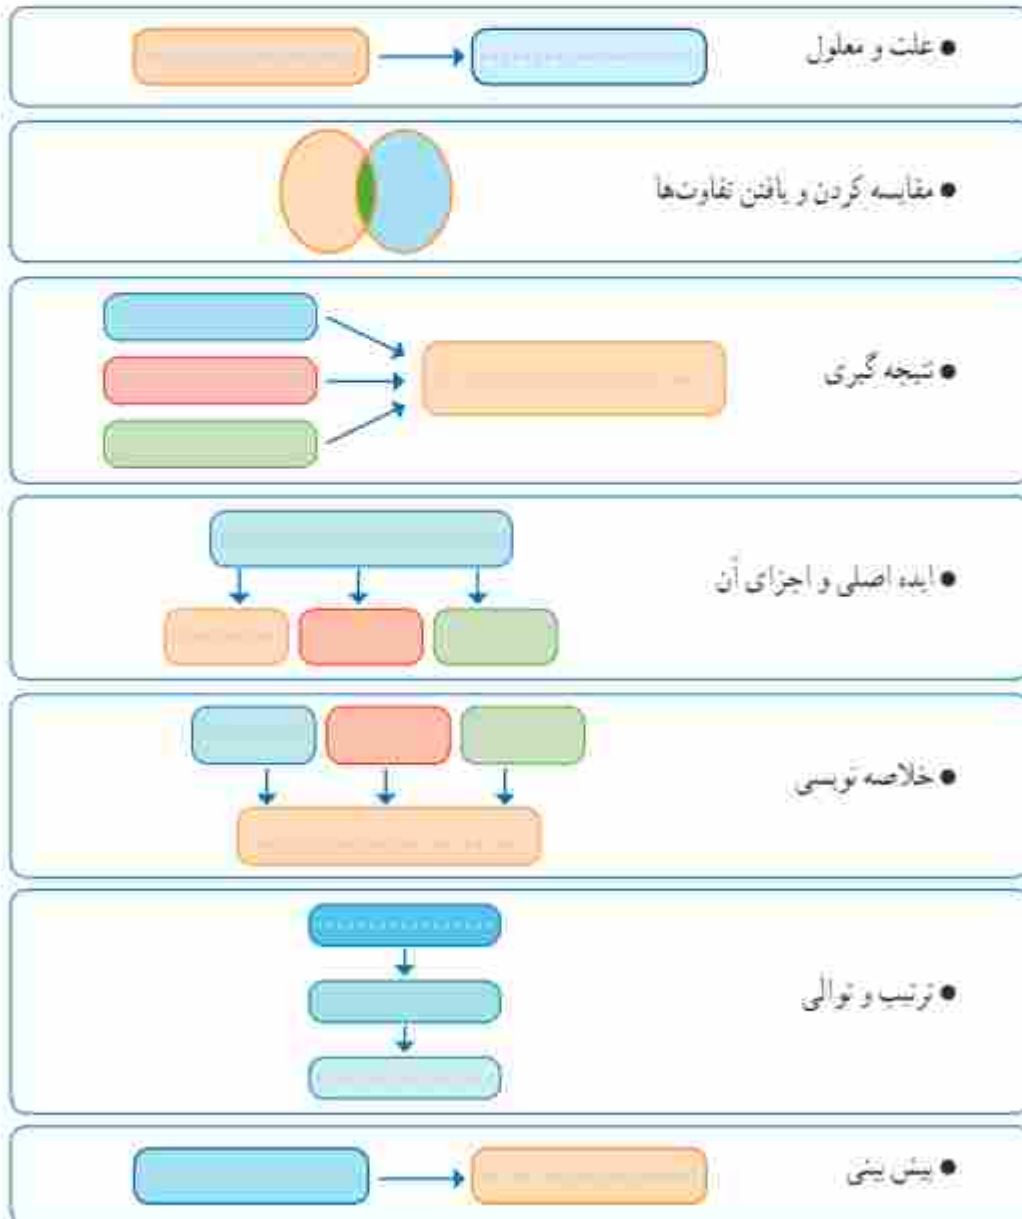 ● علت و معلول
● مقایسه کردن و یافتن تفاوت‌ها
● نتیجه گیری
● ایده اصلی و اجزای آن
● خلاصه نویسی
● ترتیب و توالی
● پیش بینی